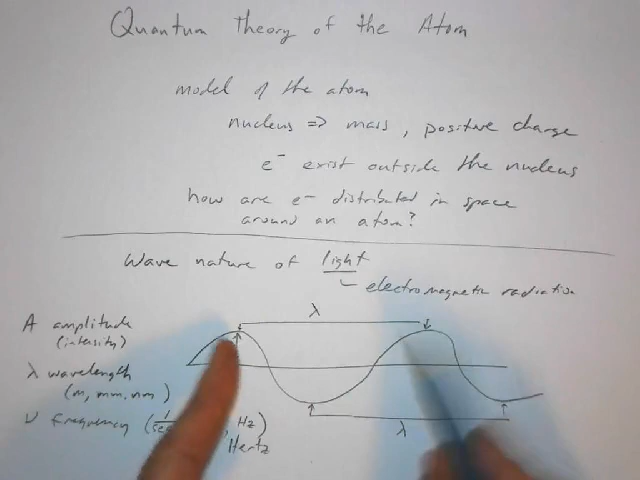 Quantum Theory of the Atom
model of the atom
nucleus => mass, positive charge
e⁻ exist outside the nucleus
how are e⁻ distributed in space
around an atom?
Wave nature of light
electromagnetic radiation
A amplitude
(intensity)
λ
λ wavelength
(m, mm, nm)
ν frequency (1/sec , Hz)
Hertz
λ